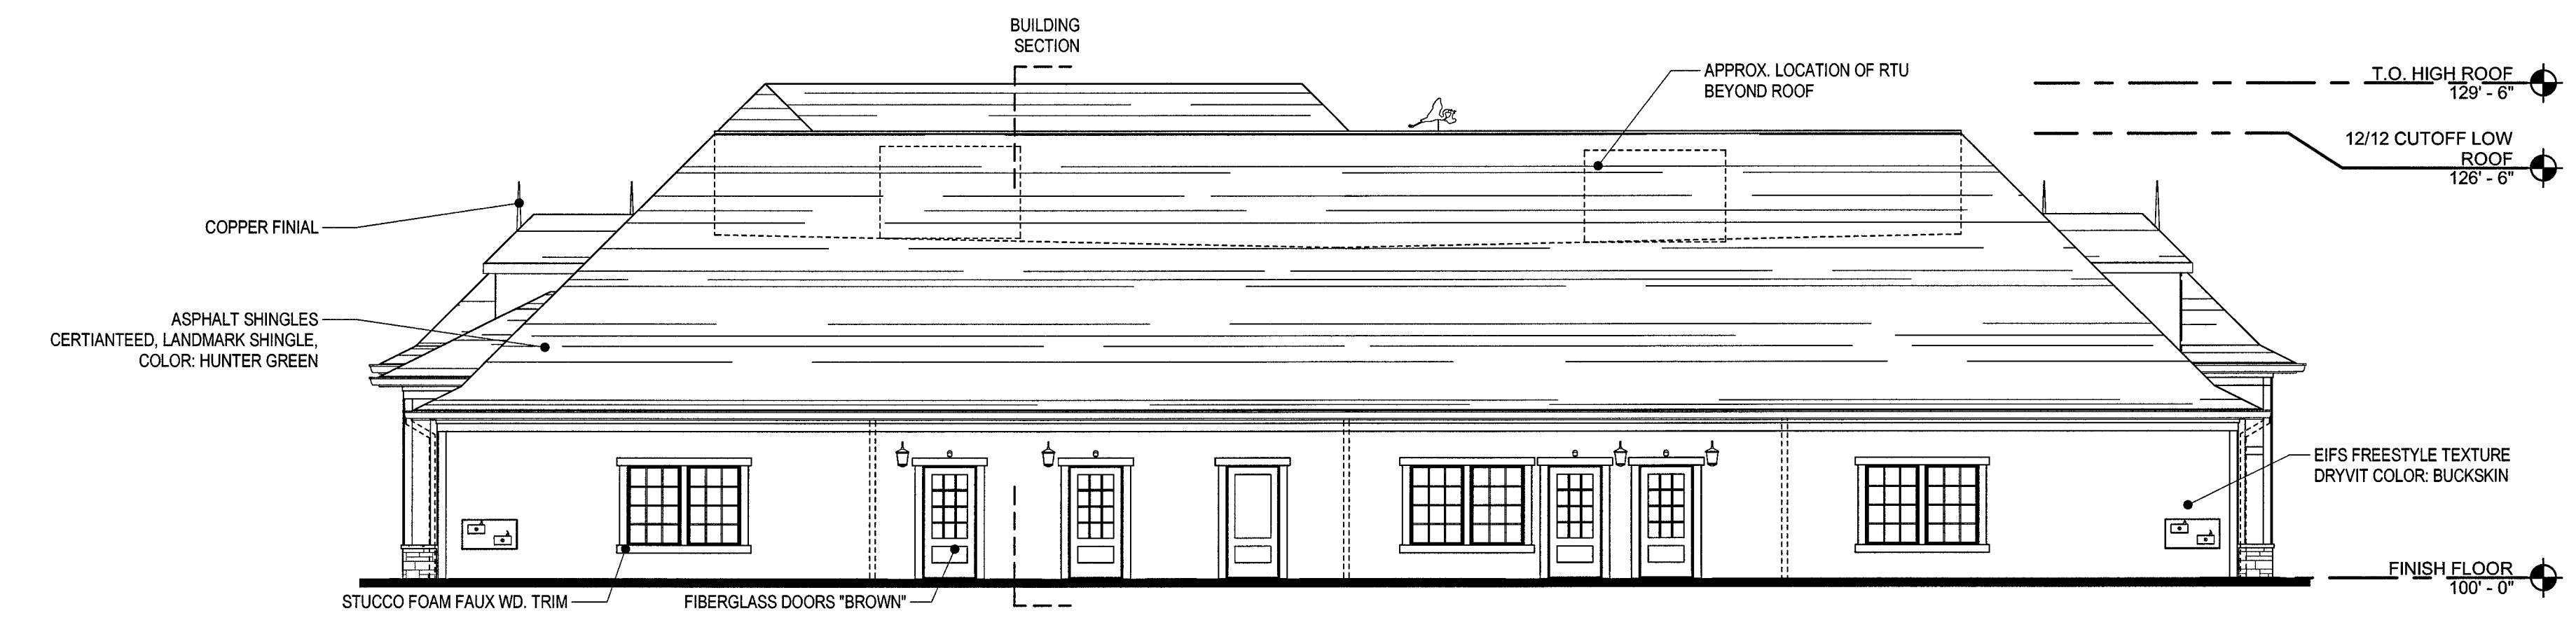 BUILDING
SECTION
APPROX. LOCATION OF RTU
BEYOND ROOF
T.O. HIGH ROOF
129' - 6"
12/12 CUTOFF LOW
ROOF
126' - 6"
COPPER FINIAL
ASPHALT SHINGLES
CERTIANTEED, LANDMARK SHINGLE,
COLOR: HUNTER GREEN
EIFS FREESTYLE TEXTURE
DRYVIT COLOR: BUCKSKIN
FINISH FLOOR
100' - 0"
STUCCO FOAM FAUX WD. TRIM
FIBERGLASS DOORS "BROWN"